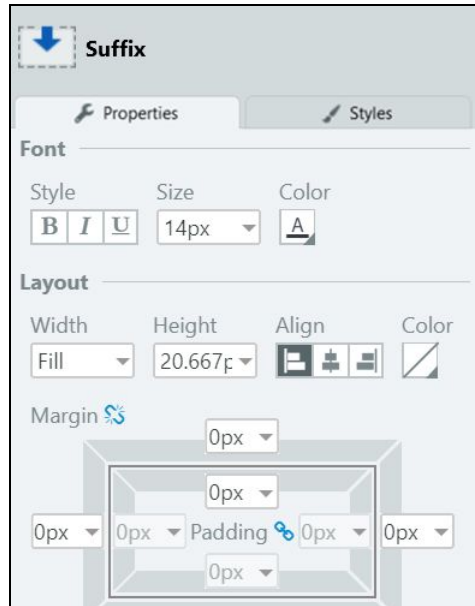 Suffix
Properties Styles
Font
Style Size Color
B I U 14px A
Layout
Width Height Align Color
Fill 20.667p
Margin
0px
0px
0px 0px Padding 0px 0px
0px